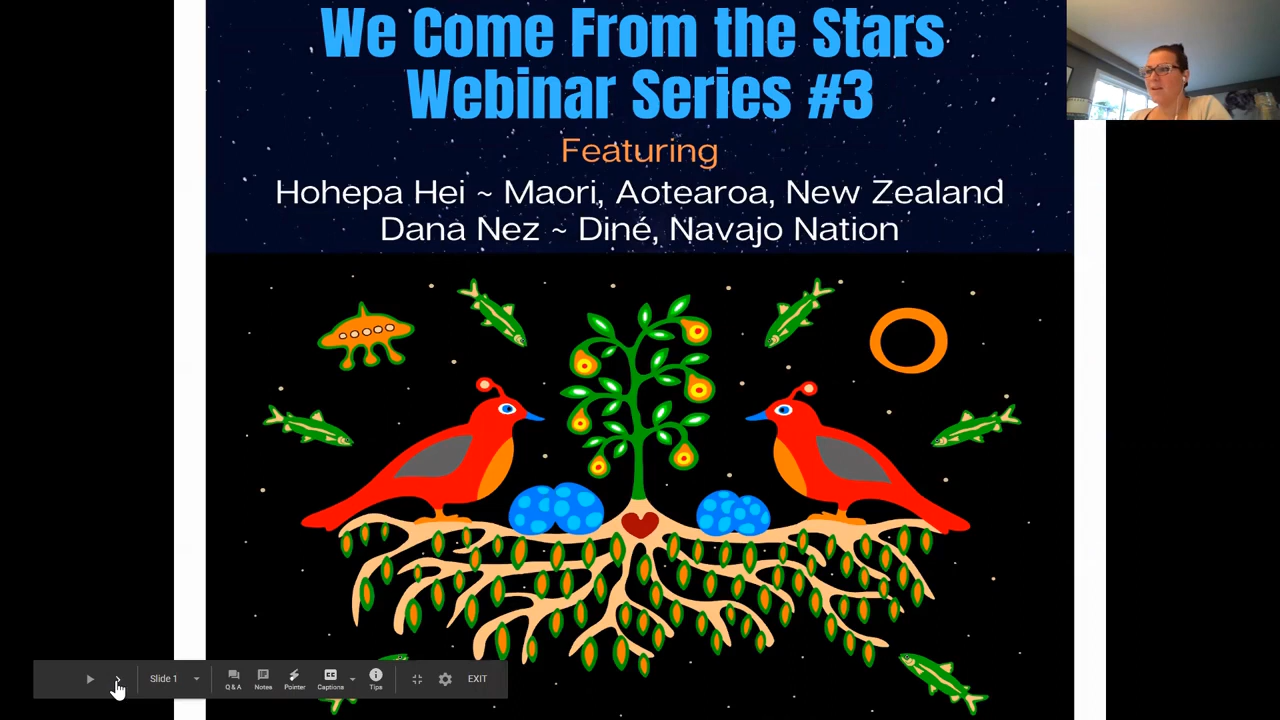 We Come From the Stars
Webinar Series #3
Featuring
Hohepa Hei ~ Maori, Aotearoa, New Zealand
Dana Nez ~ Diné, Navajo Nation
Slide 1
Q & A
Notes
Pointer
Captions
Tips
EXIT